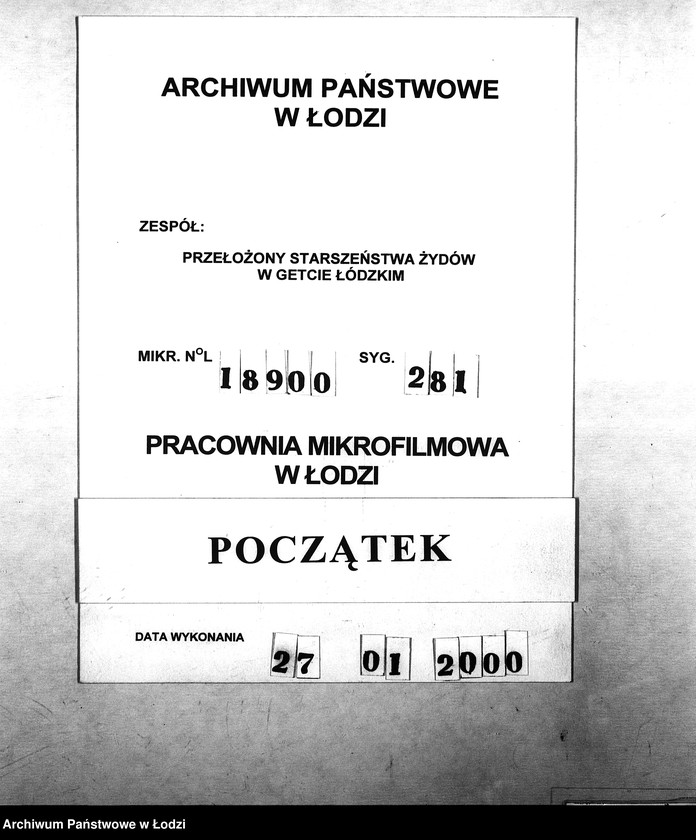 ARCHIWUM PAŃSTWOWE
W ŁODZI
ZESPÓŁ:
PRZEŁOŻONY STARSZEŃSTWA ŻYDÓW
W GETCIE ŁÓDZKIM
MIKR. NOL 18900 SYG. 281
PRACOWNIA MIKROFILMOWA
W ŁODZI
POCZĄTEK
DATA WYKONANIA 27 01 2000
Archiwum Państwowe w Łodzi